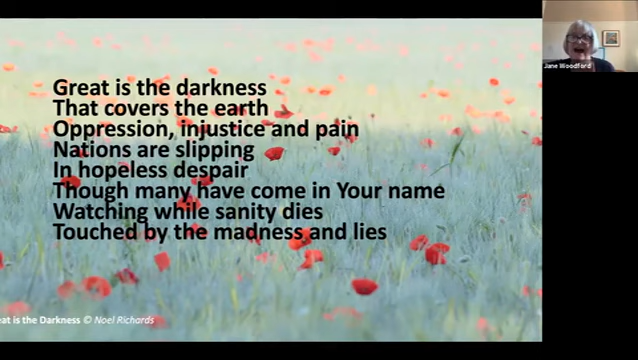 Great is the darkness
That covers the earth
Oppression, injustice and pain
Nations are slipping
In hopeless despair
Though many have come in Your name
Watching while sanity dies
Touched by the madness and lies
is the Darkness © Noel Richards
Jane Woodford